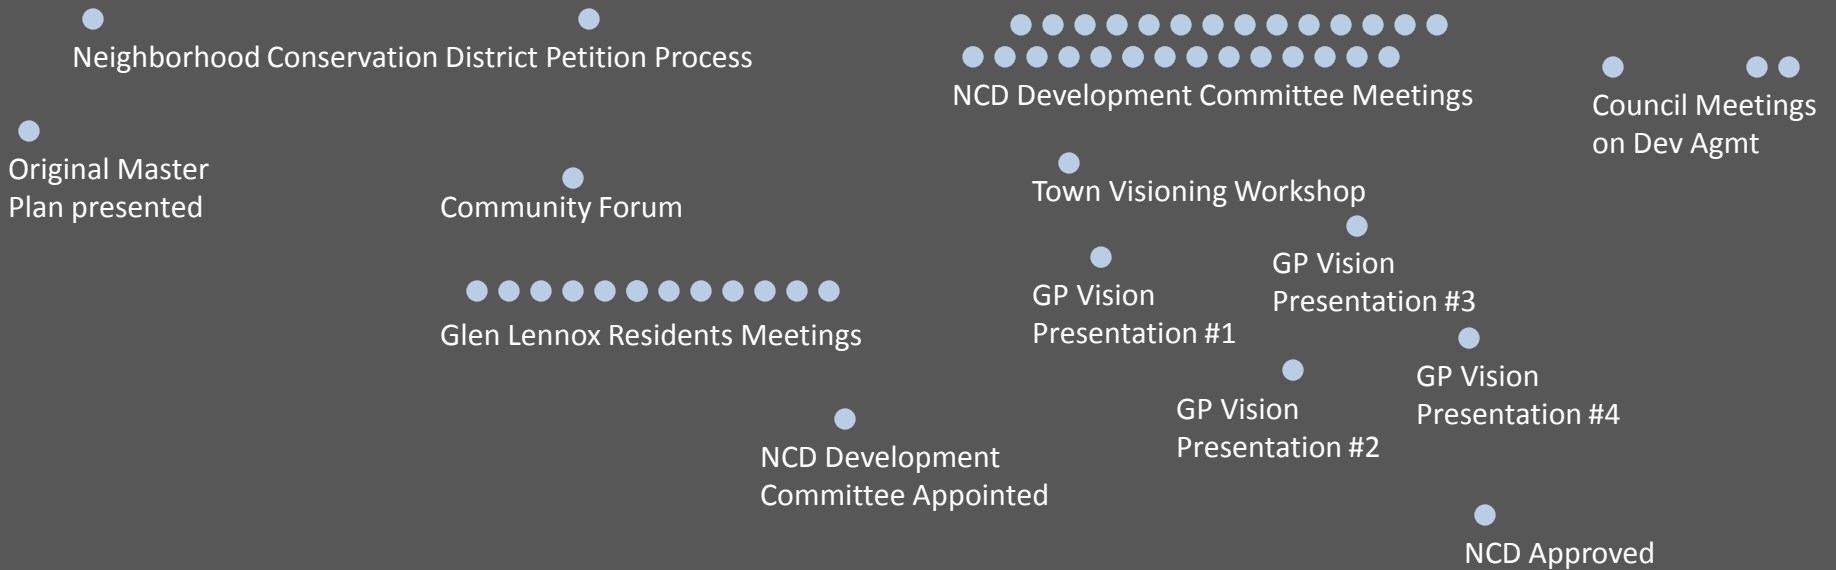 Neighborhood Conservation District Petition Process
NCD Development Committee Meetings
Council Meetings
on Dev Agmt
Original Master
Plan presented
Community Forum
Town Visioning Workshop
GP Vision
Presentation #1
GP Vision
Presentation #3
Glen Lennox Residents Meetings
GP Vision
Presentation #2
GP Vision
Presentation #4
NCD Development
Committee Appointed
NCD Approved